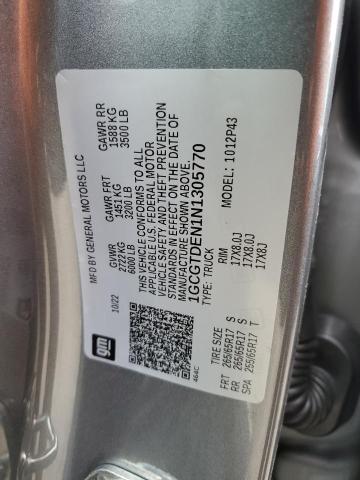 MFD BY GENERAL MOTORS LLC
gm
10/22
GVWR
2722 KG
6000 LB
GAWR FRT
1451 KG
3200 LB
GAWR RR
1588 KG
3500 LB
THIS VEHICLE CONFORMS TO ALL
APPLICABLE U.S. FEDERAL MOTOR
VEHICLE SAFETY AND THEFT PREVENTION
STANDARDS IN EFFECT ON THE DATE OF
MANUFACTURE SHOWN ABOVE.
1GCGTDEN1N1305770
TYPE: TRUCK
MODEL: 1012P43
464C
TIRE SIZE RIM
FRT 265/65R17 S 17X8.0J
RR 265/65R17 S 17X8.0J
SPA 255/65R17 T 17X8J